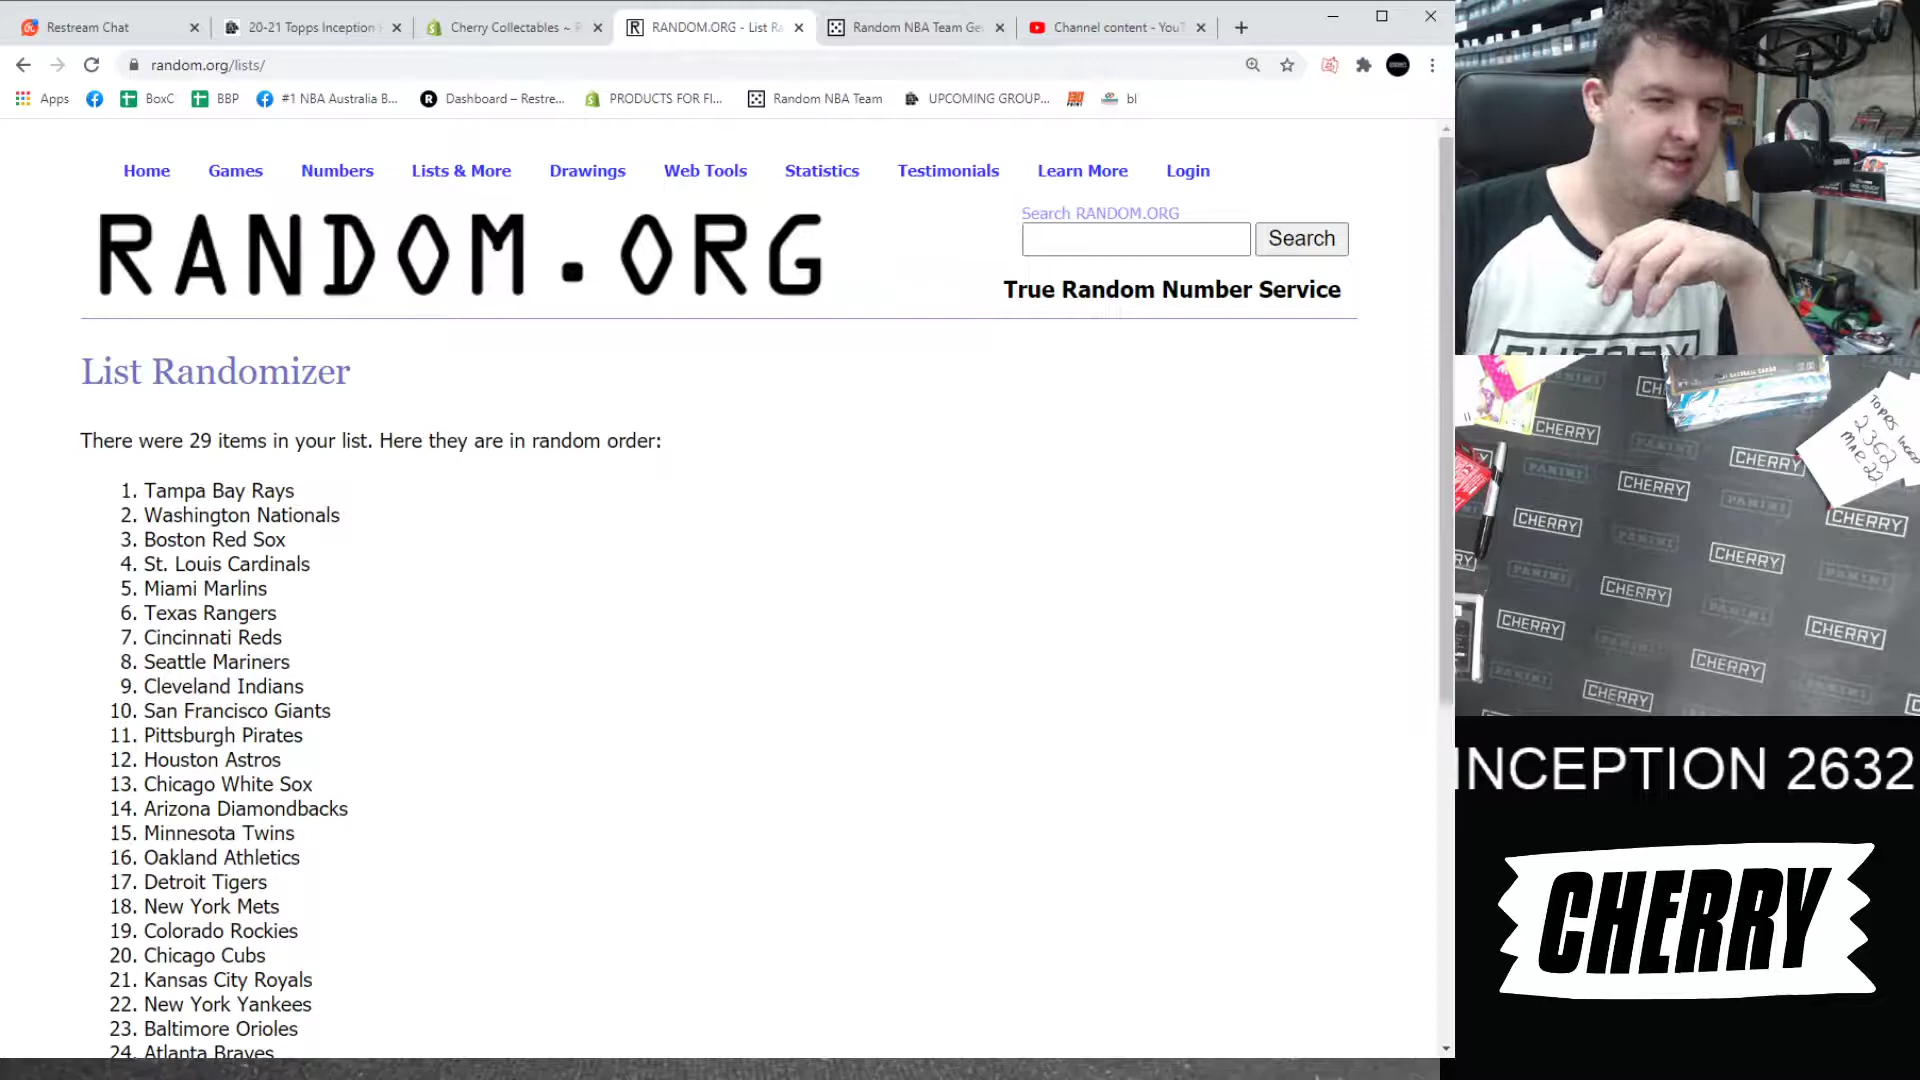 Restream Chat
20-21 Topps Inception
Cherry Collectables ~
RANDOM.ORG - List Ra
Random NBA Team Ge
Channel content - YouT
random.org/lists/
Apps
BoxC
BBP
#1 NBA Australia B...
Dashboard – Restre...
PRODUCTS FOR FI...
Random NBA Team
UPCOMING GROUP...
bl
Home Games Numbers Lists & More Drawings Web Tools Statistics Testimonials Learn More Login
RANDOM.ORG
Search RANDOM.ORG
Search
True Random Number Service
List Randomizer
There were 29 items in your list. Here they are in random order:
1. Tampa Bay Rays
2. Washington Nationals
3. Boston Red Sox
4. St. Louis Cardinals
5. Miami Marlins
6. Texas Rangers
7. Cincinnati Reds
8. Seattle Mariners
9. Cleveland Indians
10. San Francisco Giants
11. Pittsburgh Pirates
12. Houston Astros
13. Chicago White Sox
14. Arizona Diamondbacks
15. Minnesota Twins
16. Oakland Athletics
17. Detroit Tigers
18. New York Mets
19. Colorado Rockies
20. Chicago Cubs
21. Kansas City Royals
22. New York Yankees
23. Baltimore Orioles
24. Atlanta Braves
CHERRY
TOPPS
2362
MAR 22
CHERRY
PANINI
CHERRY
CHERRY
CHERRY
CHERRY
CHERRY
CHERRY
CHERRY
CHERRY
CHERRY
CHERRY
INCEPTION 2632
CHERRY